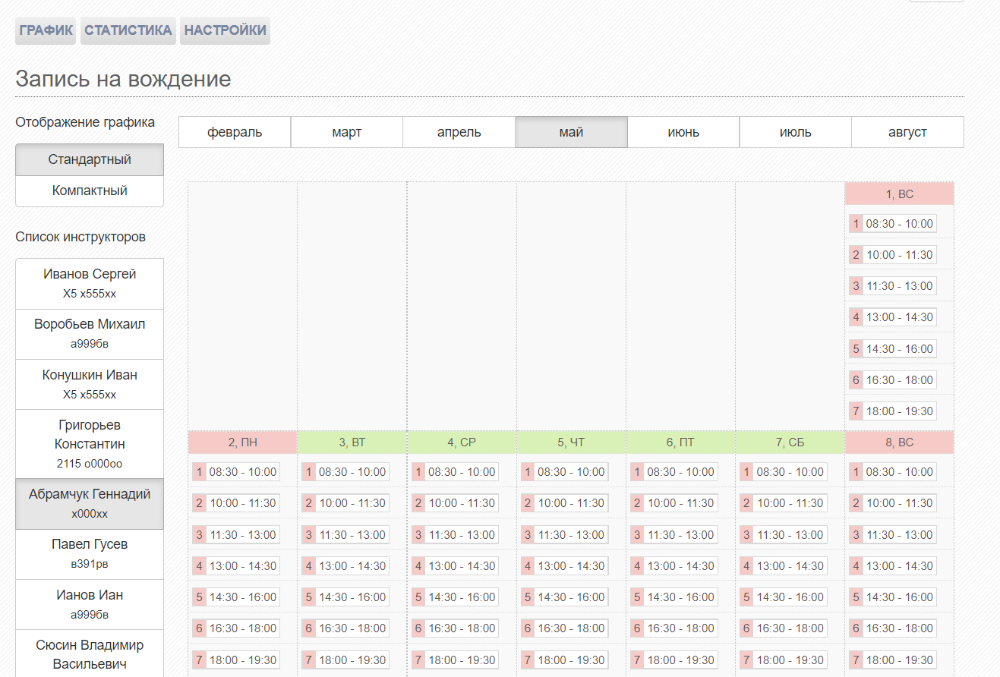 ГРАФИК СТАТИСТИКА НАСТРОЙКИ
Запись на вождение
Отображение графика
Стандартный
Компактный
Список инструкторов
Иванов Сергей
Х5 х555хх
Воробьев Михаил
а999бв
Конушкин Иван
Х5 х555хх
Григорьев
Константин
2115 о000оо
Абрамчук Геннадий
х000хх
Павел Гусев
в391рв
Ианов Иан
а999бв
Сюсин Владимир
Васильевич
февраль март апрель май июнь июль август
1, ВС
1 08:30 - 10:00
2 10:00 - 11:30
3 11:30 - 13:00
4 13:00 - 14:30
5 14:30 - 16:00
6 16:30 - 18:00
7 18:00 - 19:30
2, ПН 3, ВТ 4, СР 5, ЧТ 6, ПТ 7, СБ 8, ВС
1 08:30 - 10:00 1 08:30 - 10:00 1 08:30 - 10:00 1 08:30 - 10:00 1 08:30 - 10:00 1 08:30 - 10:00 1 08:30 - 10:00
2 10:00 - 11:30 2 10:00 - 11:30 2 10:00 - 11:30 2 10:00 - 11:30 2 10:00 - 11:30 2 10:00 - 11:30 2 10:00 - 11:30
3 11:30 - 13:00 3 11:30 - 13:00 3 11:30 - 13:00 3 11:30 - 13:00 3 11:30 - 13:00 3 11:30 - 13:00 3 11:30 - 13:00
4 13:00 - 14:30 4 13:00 - 14:30 4 13:00 - 14:30 4 13:00 - 14:30 4 13:00 - 14:30 4 13:00 - 14:30 4 13:00 - 14:30
5 14:30 - 16:00 5 14:30 - 16:00 5 14:30 - 16:00 5 14:30 - 16:00 5 14:30 - 16:00 5 14:30 - 16:00 5 14:30 - 16:00
6 16:30 - 18:00 6 16:30 - 18:00 6 16:30 - 18:00 6 16:30 - 18:00 6 16:30 - 18:00 6 16:30 - 18:00 6 16:30 - 18:00
7 18:00 - 19:30 7 18:00 - 19:30 7 18:00 - 19:30 7 18:00 - 19:30 7 18:00 - 19:30 7 18:00 - 19:30 7 18:00 - 19:30